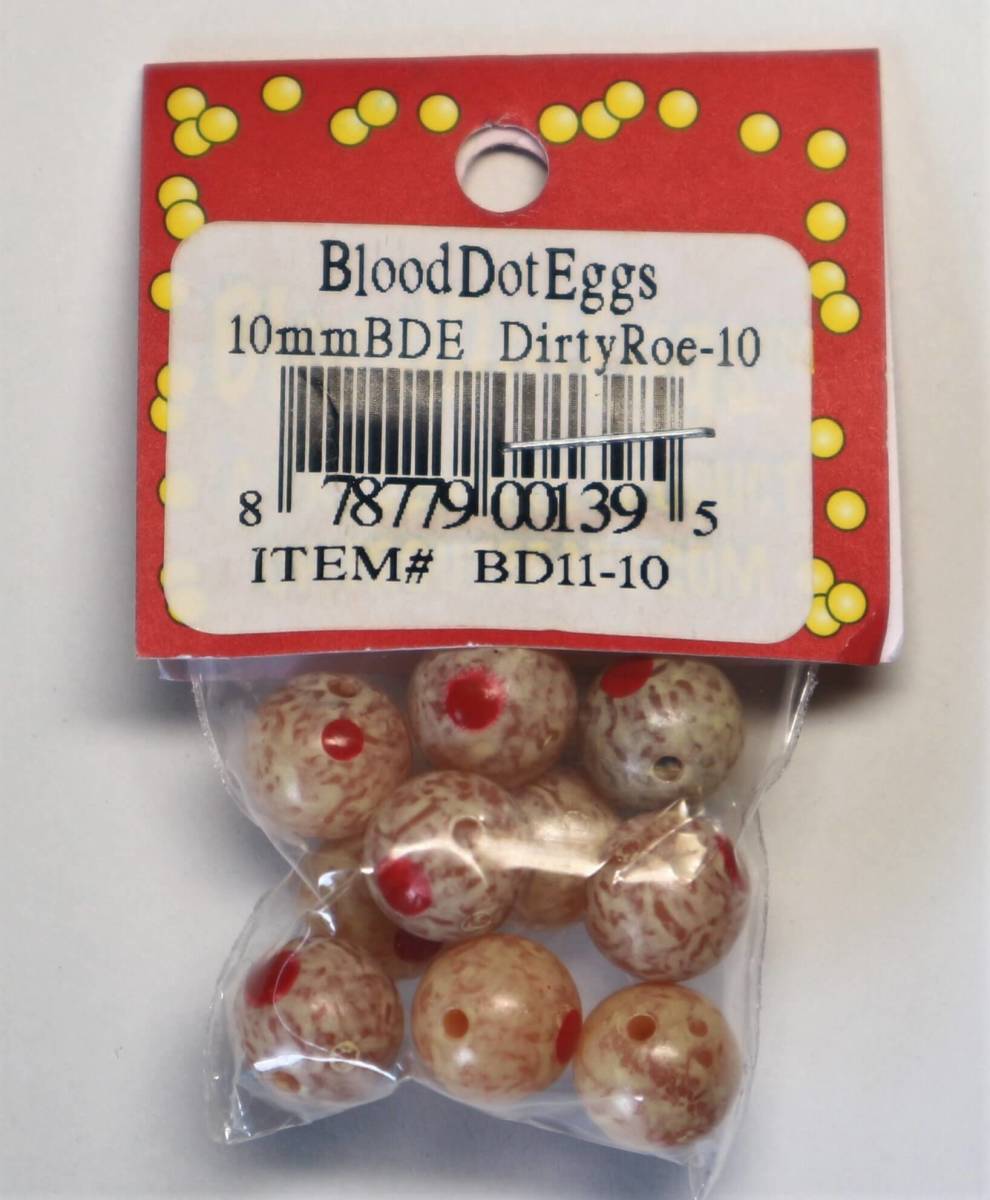 BloodDotEggs
10mmBDE DirtyRoe-10
8 78779 00139 5
ITEM# BD11-10